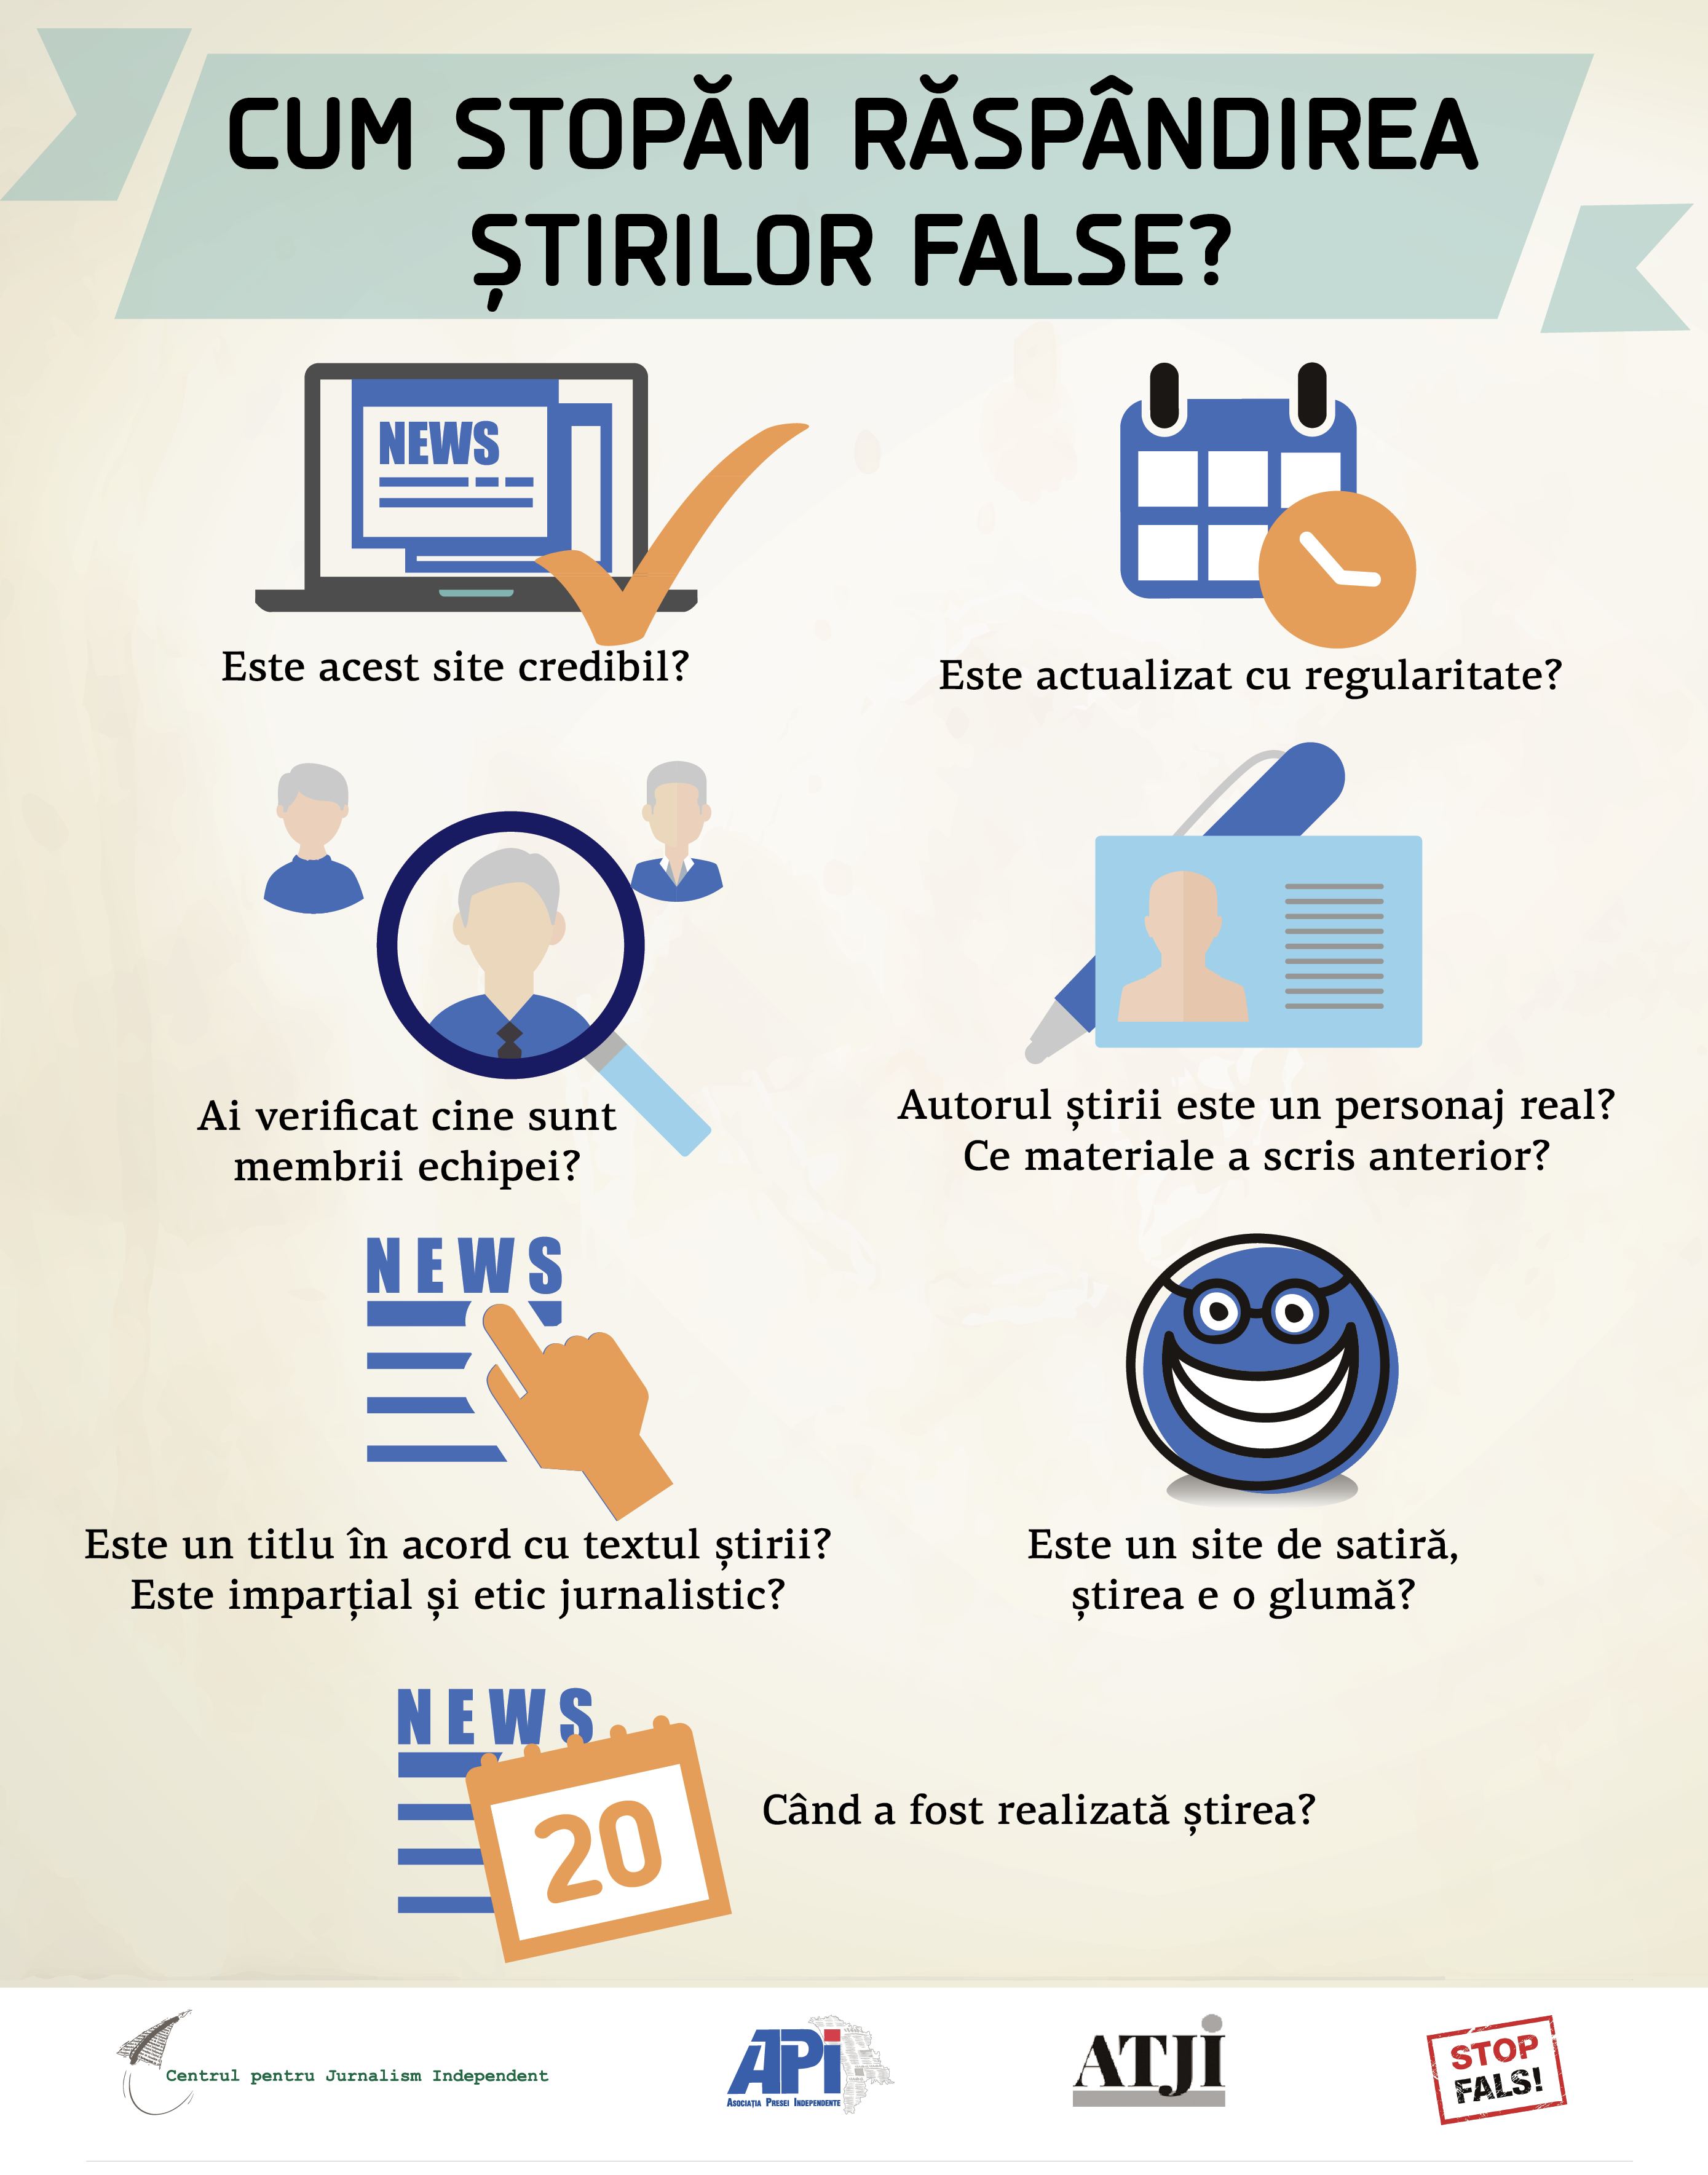 CUM STOPĂM RĂSPÂNDIREA
ȘTIRILOR FALSE?
NEWS
Este acest site credibil?
Este actualizat cu regularitate?
Ai verificat cine sunt
membrii echipei?
Autorul știrii este un personaj real?
Ce materiale a scris anterior?
NEWS
Este un titlu în acord cu textul știrii?
Este imparțial și etic jurnalistic?
Este un site de satiră,
știrea e o glumă?
NEWS
20
Când a fost realizată știrea?
Centrul pentru Jurnalism Independent
APi
ASOCIAȚIA PRESEI INDEPENDENTE
ATJI
STOP
FALS!